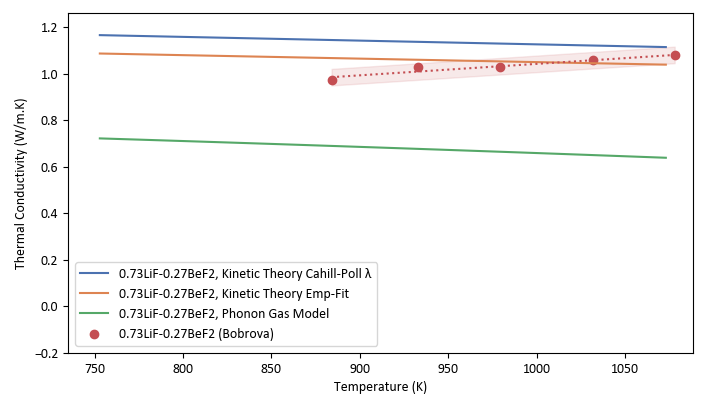 Thermal Conductivity (W/m.K)
1.2
1.0
0.8
0.6
0.4
0.2
0.0
−0.2
0.73LiF-0.27BeF2, Kinetic Theory Cahill-Poll λ
0.73LiF-0.27BeF2, Kinetic Theory Emp-Fit
0.73LiF-0.27BeF2, Phonon Gas Model
0.73LiF-0.27BeF2 (Bobrova)
750 800 850 900 950 1000 1050
Temperature (K)